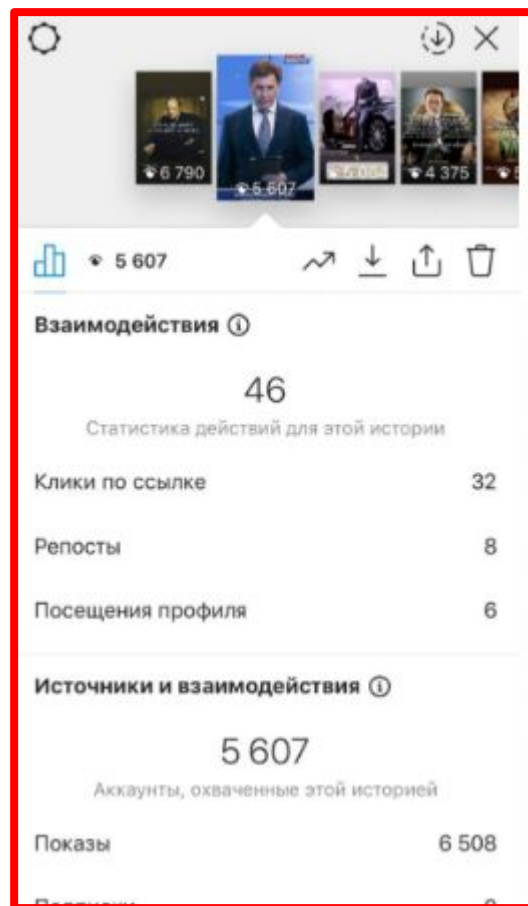 6 790
5 607
4 375
5 607
Взаимодействия
46
Статистика действий для этой истории
Клики по ссылке 32
Репосты 8
Посещения профиля 6
Источники и взаимодействия
5 607
Аккаунты, охваченные этой историей
Показы 6 508